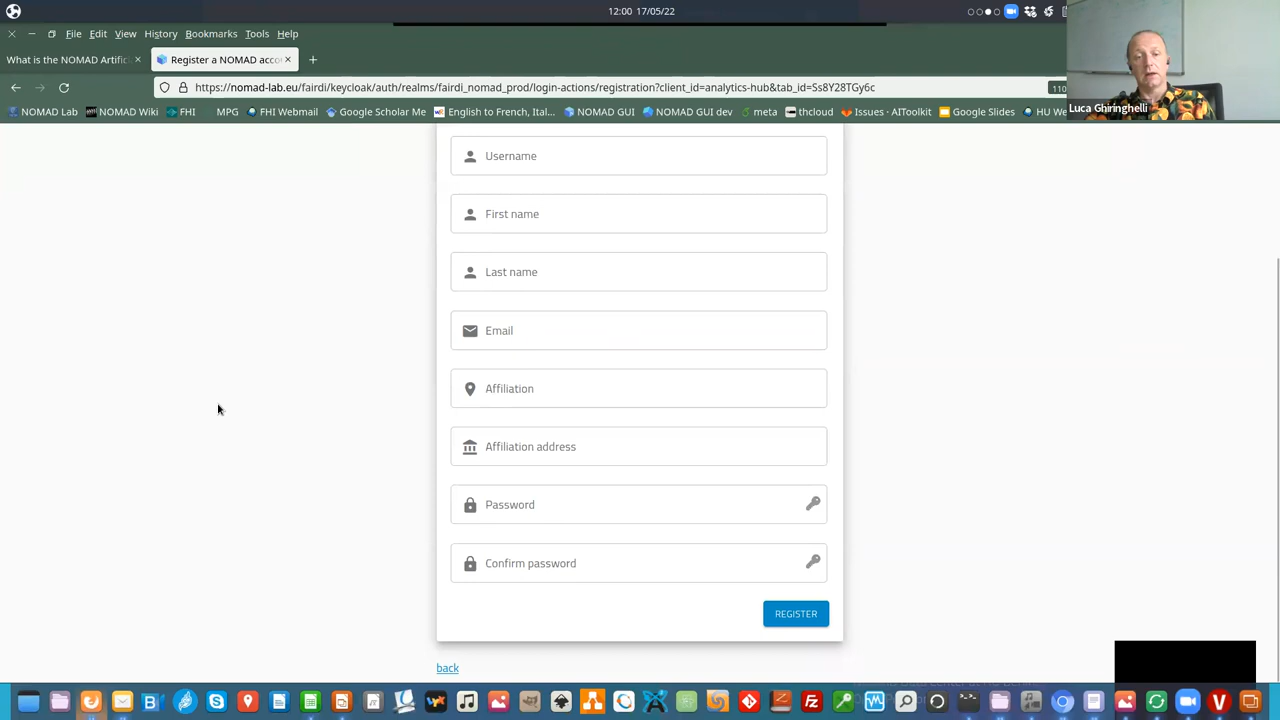 12:00 17/05/22
File Edit View History Bookmarks Tools Help
What is the NOMAD Artific
Register a NOMAD acco
https://nomad-lab.eu/fairdi/keycloak/auth/realms/fairdi_nomad_prod/login-actions/registration?client_id=analytics-hub&tab_id=Ss8Y28TGy6c
110
Luca Ghiringhelli
NOMAD Lab NOMAD Wiki FHI MPG FHI Webmail Google Scholar Me English to French, Ital... NOMAD GUI NOMAD GUI dev meta thcloud Issues · AIToolkit Google Slides HU We
Username
First name
Last name
Email
Affiliation
Affiliation address
Password
Confirm password
REGISTER
back